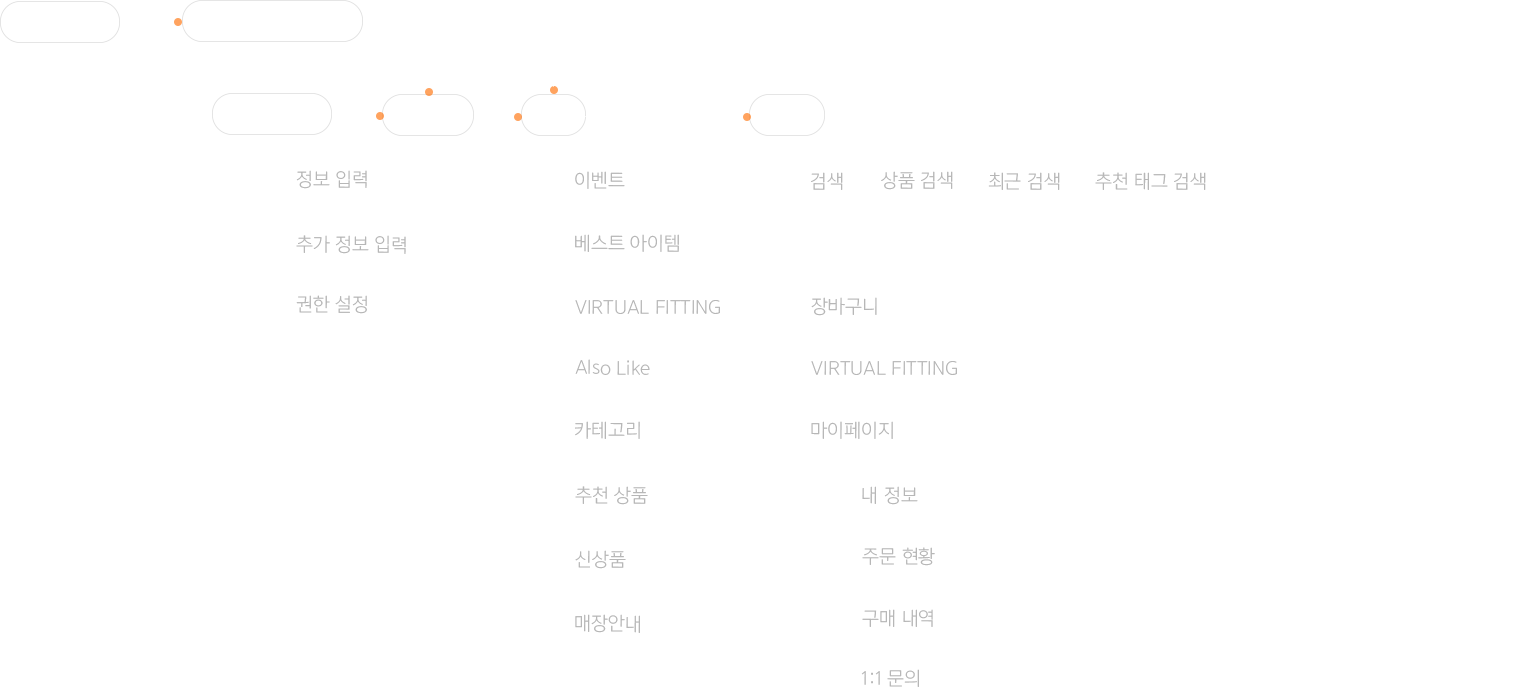 정보 입력
추가 정보 입력
권한 설정
이벤트
베스트 아이템
VIRTUAL FITTING
Also Like
카테고리
추천 상품
신상품
매장안내
검색 상품 검색 최근 검색 추천 태그 검색
장바구니
VIRTUAL FITTING
마이페이지
내 정보
주문 현황
구매 내역
1:1 문의